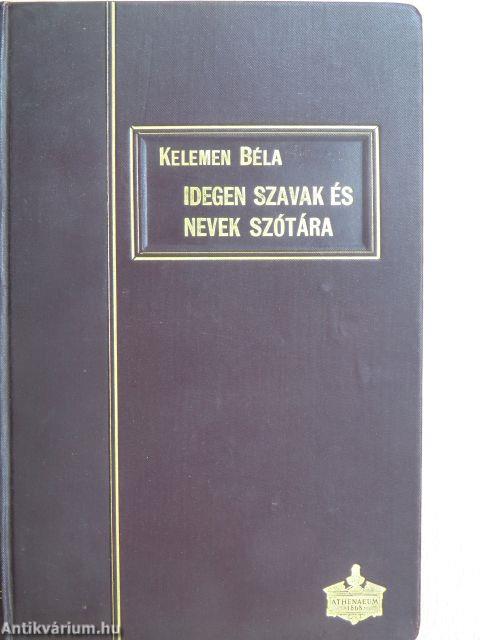 KELEMEN BÉLA
IDEGEN SZAVAK ÉS
NEVEK SZÓTÁRA
ATHENAEUM
1868
Antikvárium.hu